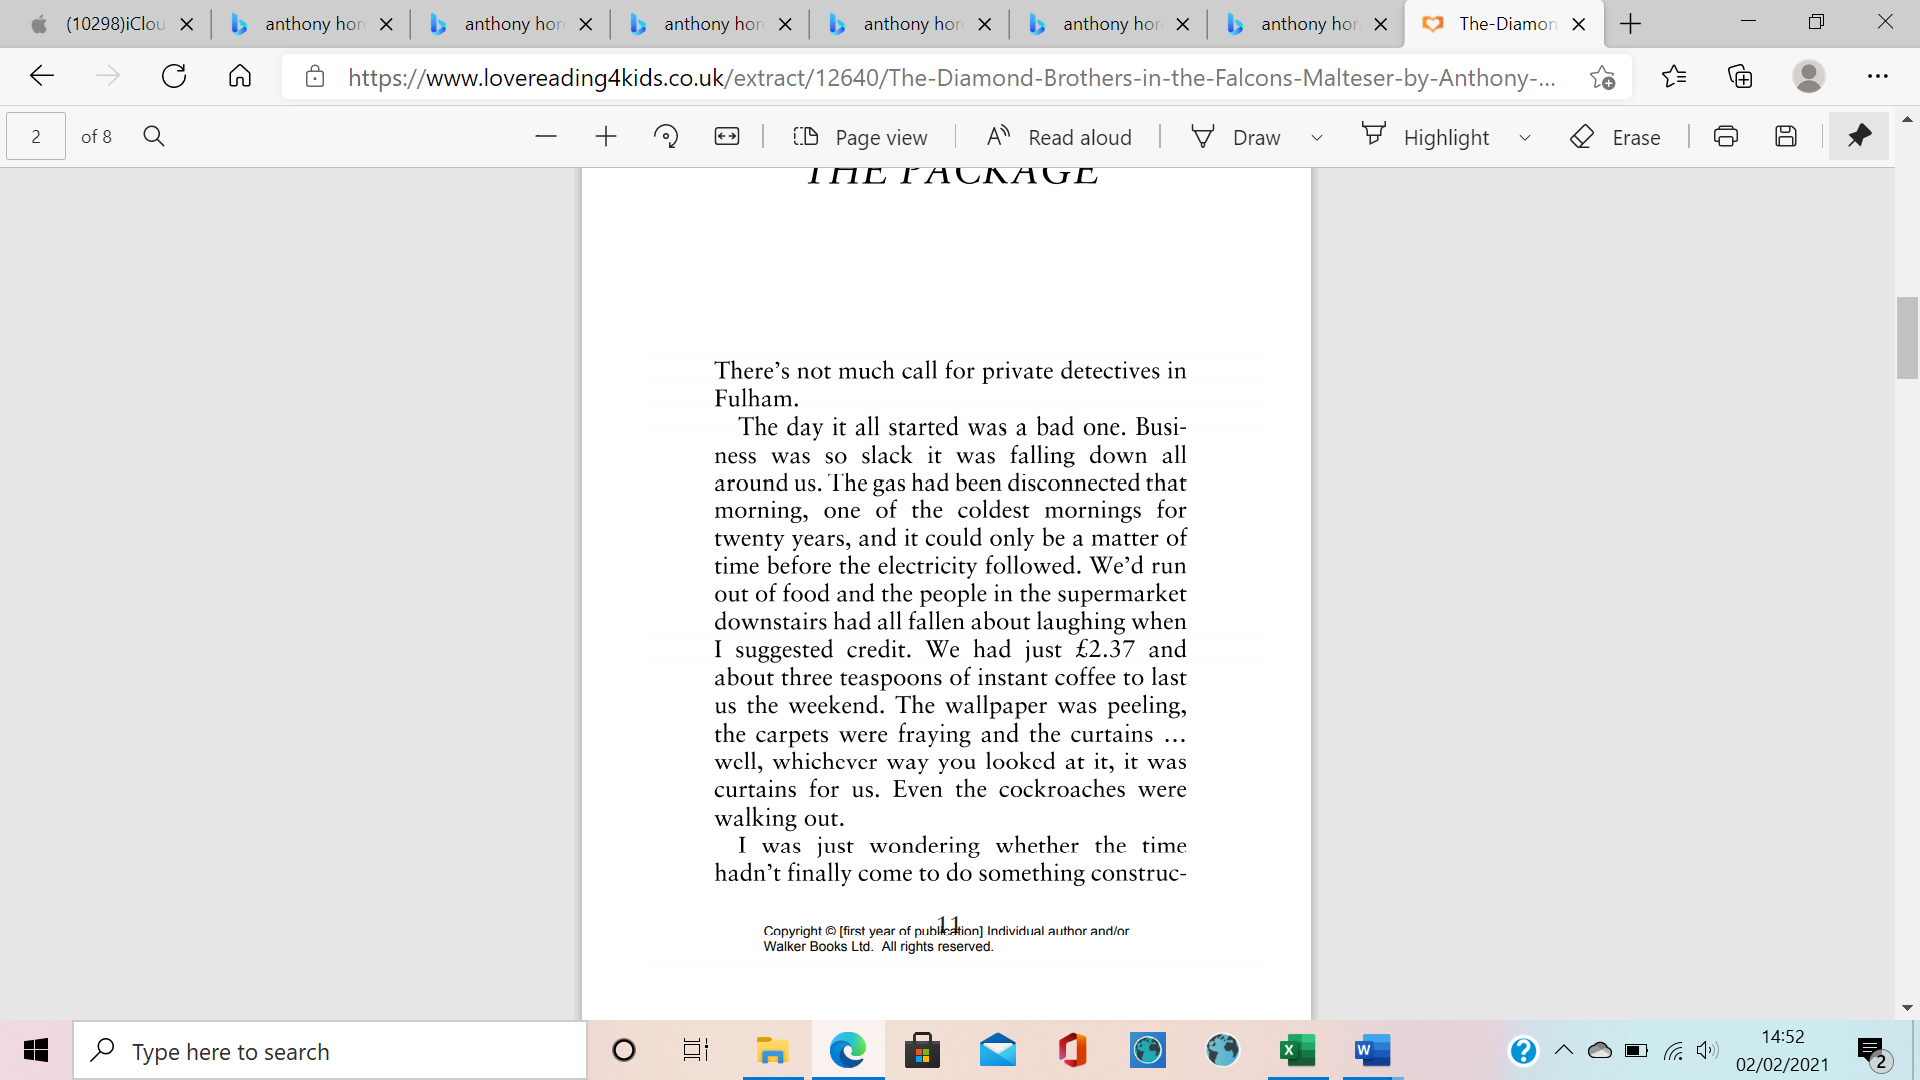 (10298)iClou
anthony hor
anthony hor
anthony hor
anthony hor
anthony hor
anthony hor
The-Diamon
https://www.lovereading4kids.co.uk/extract/12640/The-Diamond-Brothers-in-the-Falcons-Malteser-by-Anthony-...
2 of 8
Page view
Read aloud
Draw
Highlight
Erase
THE PACKAGE
There's not much call for private detectives in
Fulham.
The day it all started was a bad one. Busi-
ness was so slack it was falling down all
around us. The gas had been disconnected that
morning, one of the coldest mornings for
twenty years, and it could only be a matter of
time before the electricity followed. We'd run
out of food and the people in the supermarket
downstairs had all fallen about laughing when
I suggested credit. We had just £2.37 and
about three teaspoons of instant coffee to last
us the weekend. The wallpaper was peeling,
the carpets were fraying and the curtains ...
well, whichever way you looked at it, it was
curtains for us. Even the cockroaches were
walking out.
I was just wondering whether the time
hadn't finally come to do something construc-
11
Copyright © [first year of publication] Individual author and/or
Walker Books Ltd. All rights reserved.
Type here to search
14:52
02/02/2021
2